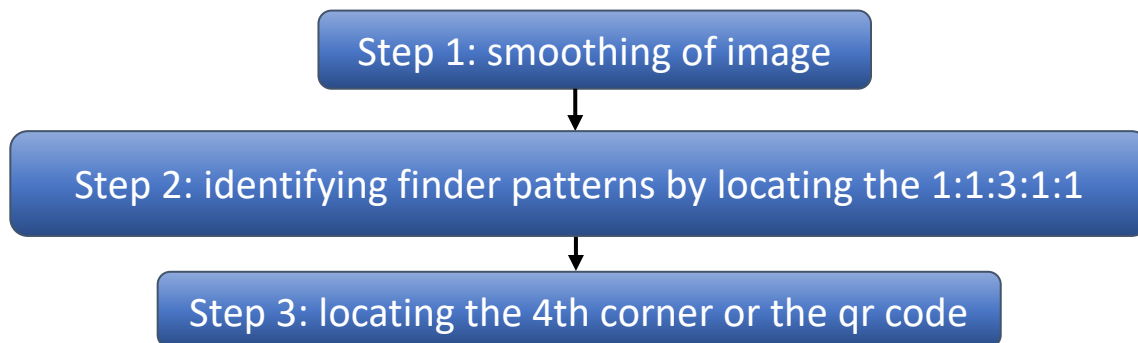 Step 1: smoothing of image
Step 2: identifying finder patterns by locating the 1:1:3:1:1
Step 3: locating the 4th corner or the qr code